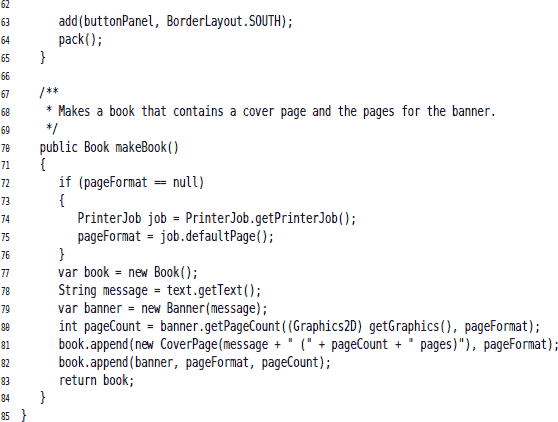 62
63 add(buttonPanel, BorderLayout.SOUTH);
64 pack();
65 }
66
67 /**
68 * Makes a book that contains a cover page and the pages for the banner.
69 */
70 public Book makeBook()
71 {
72 if (pageFormat == null)
73 {
74 PrinterJob job = PrinterJob.getPrinterJob();
75 pageFormat = job.defaultPage();
76 }
77 var book = new Book();
78 String message = text.getText();
79 var banner = new Banner(message);
80 int pageCount = banner.getPageCount((Graphics2D) getGraphics(), pageFormat);
81 book.append(new CoverPage(message + " (" + pageCount + " pages)"), pageFormat);
82 book.append(banner, pageFormat, pageCount);
83 return book;
84 }
85 }